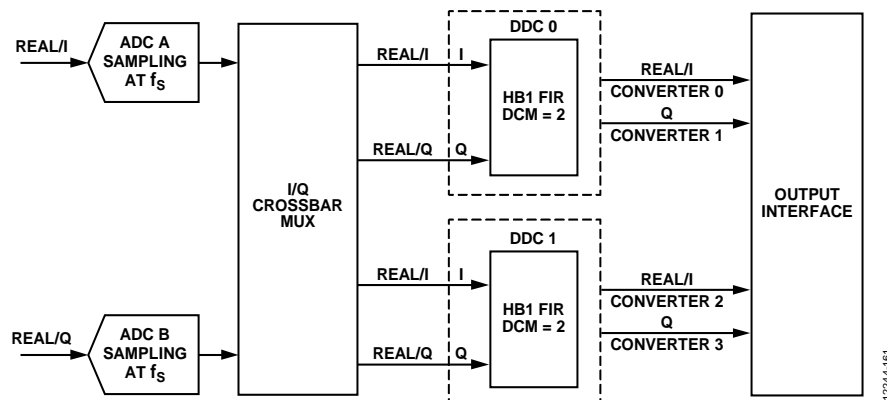 REAL/I
ADC A
SAMPLING
AT fS
REAL/Q
ADC B
SAMPLING
AT fS
I/Q
CROSSBAR
MUX
REAL/I
I
REAL/Q
Q
DDC 0
HB1 FIR
DCM = 2
REAL/I
CONVERTER 0
Q
CONVERTER 1
REAL/I
I
REAL/Q
Q
DDC 1
HB1 FIR
DCM = 2
REAL/I
CONVERTER 2
Q
CONVERTER 3
OUTPUT
INTERFACE
12244-161